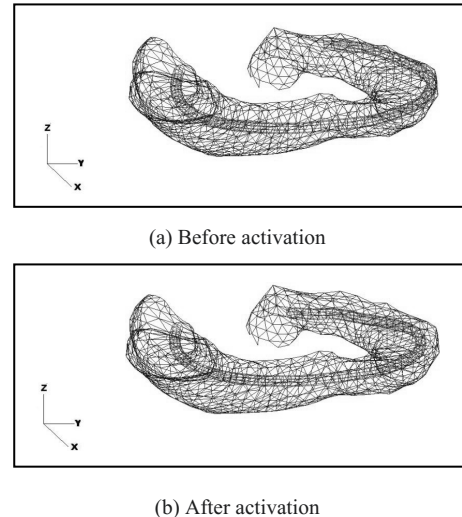 Z
Y
X
(a) Before activation
Z
Y
X
(b) After activation